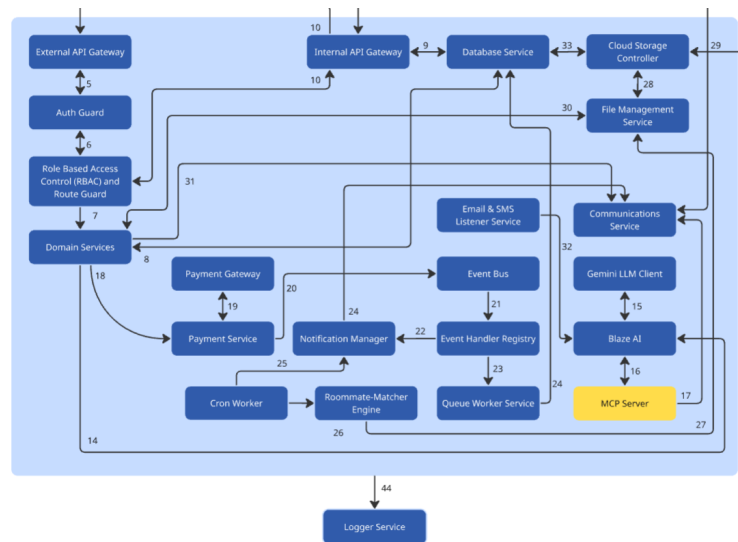 10
External API Gateway
Internal API Gateway
9
Database Service
33
Cloud Storage
Controller
29
5
10
28
Auth Guard
30
File Management
Service
6
Role Based Access
Control (RBAC) and
Route Guard
31
7
Email & SMS
Listener Service
Communications
Service
Domain Services
8
32
18
Payment Gateway
20
Event Bus
Gemini LLM Client
19
24
21
15
Payment Service
Notification Manager
22
Event Handler Registry
Blaze AI
25
23
24
16
Cron Worker
Roommate-Matcher
Engine
Queue Worker Service
MCP Server
17
26
27
14
44
Logger Service